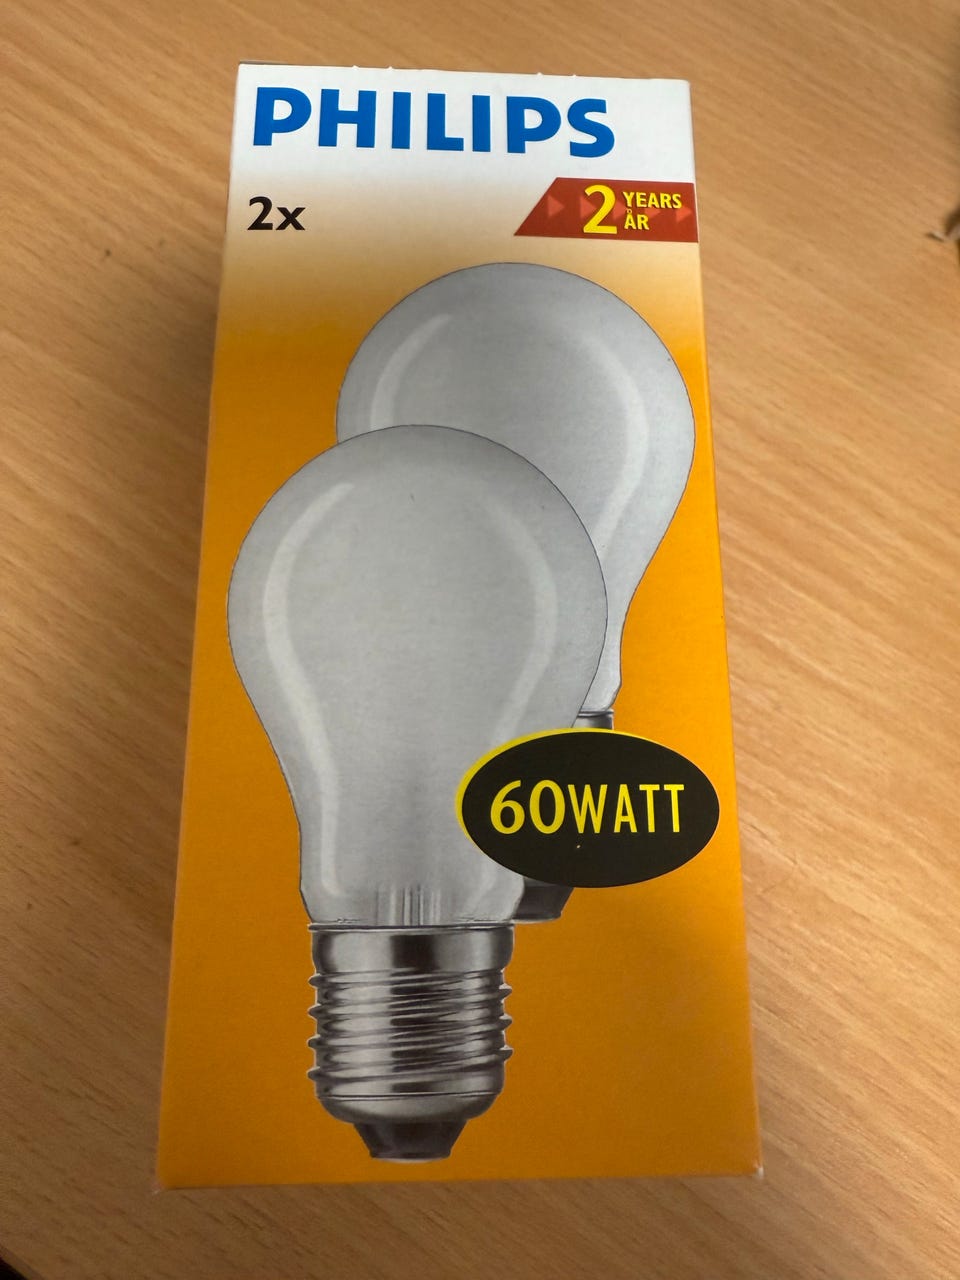 PHILIPS
2x
2 YEARS
ÅR
60WATT